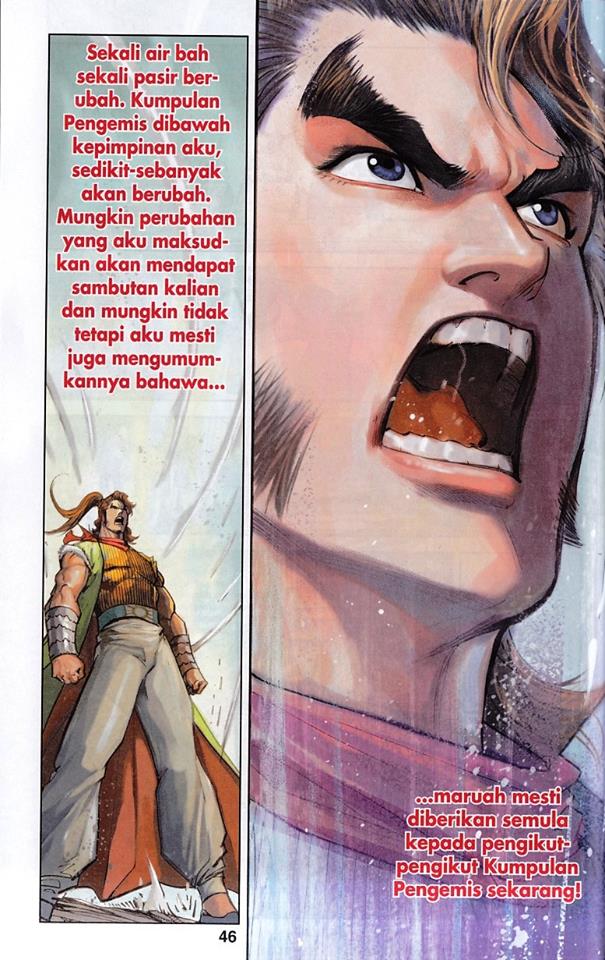 Sekali air bah
sekali pasir ber-
ubah. Kumpulan
Pengemis dibawah
kepimpinan aku,
sedikit-sebanyak
akan berubah.
Mungkin perubahan
yang aku maksud-
kan akan mendapat
sambutan kalian
dan mungkin tidak
tetapi aku mesti
juga mengumum-
kannya bahawa...
...maruah mesti
diberikan semula
kepada pengikut-
pengikut Kumpulan
Pengemis sekarang!
46